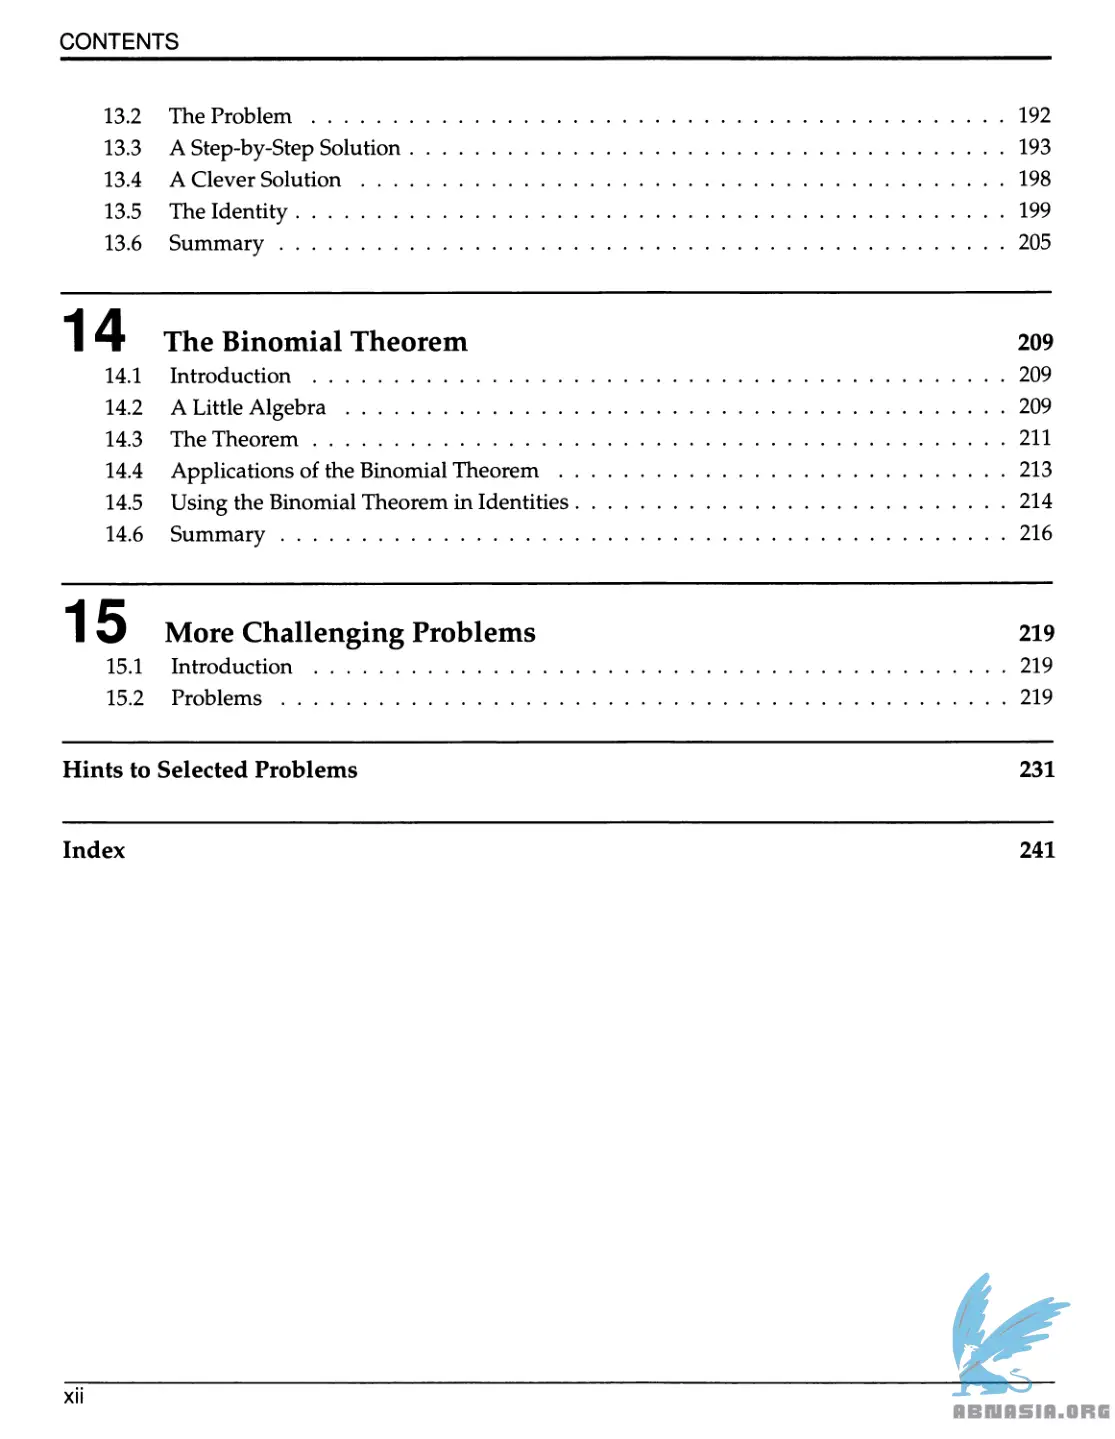 CONTENTS
13.2 The Problem . . . . . . . . . . . . . . . . . . . . . . . . . . . . . . . . . . . . . . . . . . . 192
13.3 A Step-by-Step Solution . . . . . . . . . . . . . . . . . . . . . . . . . . . . . . . . . . . . . 193
13.4 A Clever Solution . . . . . . . . . . . . . . . . . . . . . . . . . . . . . . . . . . . . . . . . 198
13.5 The Identity . . . . . . . . . . . . . . . . . . . . . . . . . . . . . . . . . . . . . . . . . . . . 199
13.6 Summary . . . . . . . . . . . . . . . . . . . . . . . . . . . . . . . . . . . . . . . . . . . . . 205
14 The Binomial Theorem 209
14.1 Introduction . . . . . . . . . . . . . . . . . . . . . . . . . . . . . . . . . . . . . . . . . . . 209
14.2 A Little Algebra . . . . . . . . . . . . . . . . . . . . . . . . . . . . . . . . . . . . . . . . . 209
14.3 The Theorem . . . . . . . . . . . . . . . . . . . . . . . . . . . . . . . . . . . . . . . . . . . 211
14.4 Applications of the Binomial Theorem . . . . . . . . . . . . . . . . . . . . . . . . . . . . 213
14.5 Using the Binomial Theorem in Identities . . . . . . . . . . . . . . . . . . . . . . . . . . . 214
14.6 Summary . . . . . . . . . . . . . . . . . . . . . . . . . . . . . . . . . . . . . . . . . . . . . 216
15 More Challenging Problems 219
15.1 Introduction . . . . . . . . . . . . . . . . . . . . . . . . . . . . . . . . . . . . . . . . . . . 219
15.2 Problems . . . . . . . . . . . . . . . . . . . . . . . . . . . . . . . . . . . . . . . . . . . . . 219
Hints to Selected Problems 231
Index 241
xii
ABNASIA.ORG